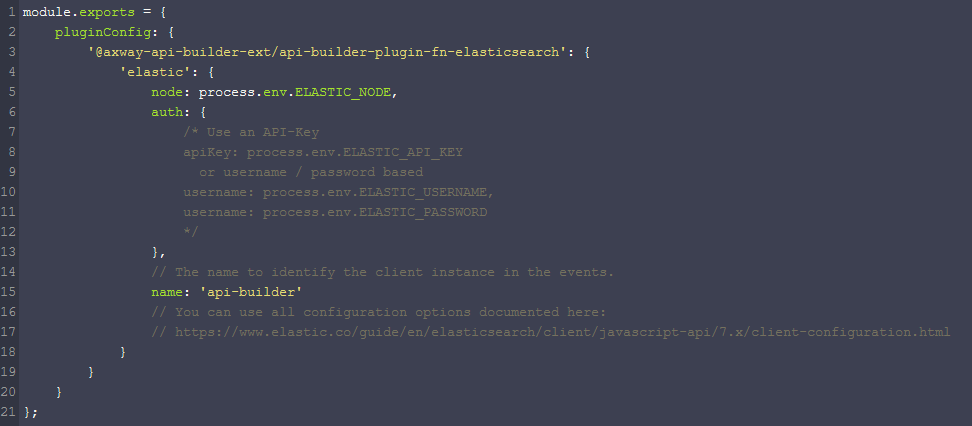 1 module.exports = {
2     pluginConfig: {
3         '@axway-api-builder-ext/api-builder-plugin-fn-elasticsearch': {
4             'elastic': {
5                 node: process.env.ELASTIC_NODE,
6                 auth: {
7                     /* Use an API-Key
8                     apiKey: process.env.ELASTIC_API_KEY
9                       or username / password based
10                     username: process.env.ELASTIC_USERNAME,
11                     username: process.env.ELASTIC_PASSWORD
12                     */
13                 },
14                 // The name to identify the client instance in the events.
15                 name: 'api-builder'
16                 // You can use all configuration options documented here:
17                 // https://www.elastic.co/guide/en/elasticsearch/client/javascript-api/7.x/client-configuration.html
18             }
19         }
20     }
21 };